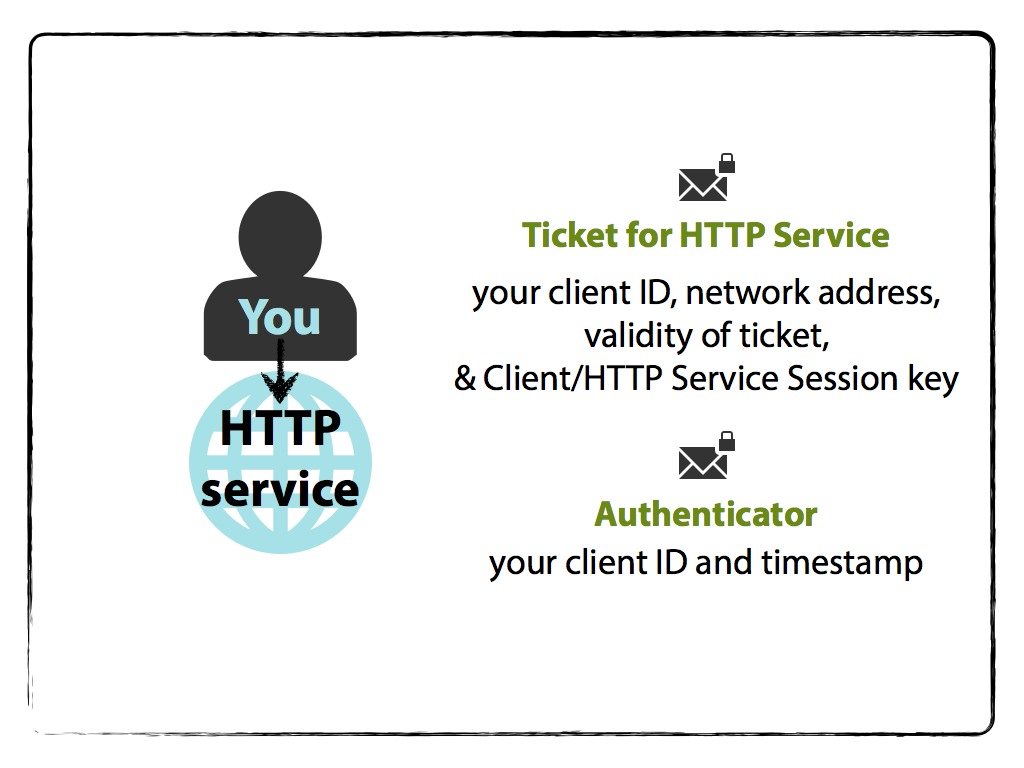 You
HTTP
service
Ticket for HTTP Service
your client ID, network address,
validity of ticket,
& Client/HTTP Service Session key
Authenticator
your client ID and timestamp